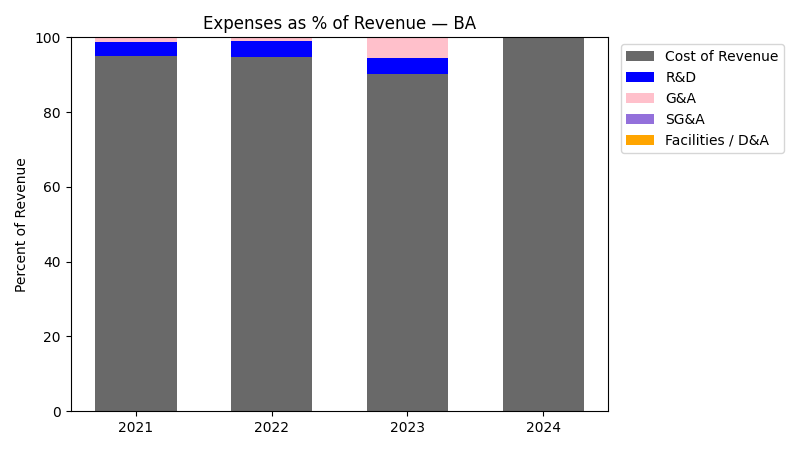 Expenses as % of Revenue — BA
Percent of Revenue
100
80
60
40
20
0
2021
2022
2023
2024
Cost of Revenue
R&D
G&A
SG&A
Facilities / D&A